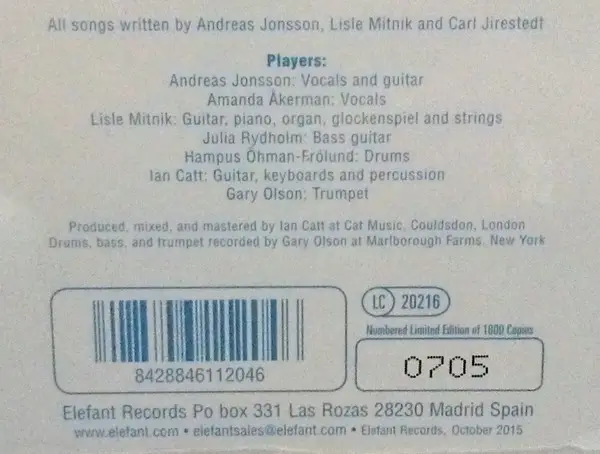 All songs written by Andreas Jonsson, Lisle Mitnik and Carl Jirestedt
Players:
Andreas Jonsson: Vocals and guitar
Amanda Åkerman: Vocals
Lisle Mitnik: Guitar, piano, organ, glockenspiel and strings
Julia Rydholm: Bass guitar
Hampus Öhman-Frölund: Drums
Ian Catt: Guitar, keyboards and percussion
Gary Olson: Trumpet
Produced, mixed, and mastered by Ian Catt at Cat Music, Couldsdon, London
Drums, bass, and trumpet recorded by Gary Olson at Marlborough Farms, New York
LC 20216
Numbered Limited Edition of 1000 Copies
0705
8428846112046
Elefant Records Po box 331 Las Rozas 28230 Madrid Spain
www.elefant.com • elefantsales@elefant.com • Elefant Records, October 2015